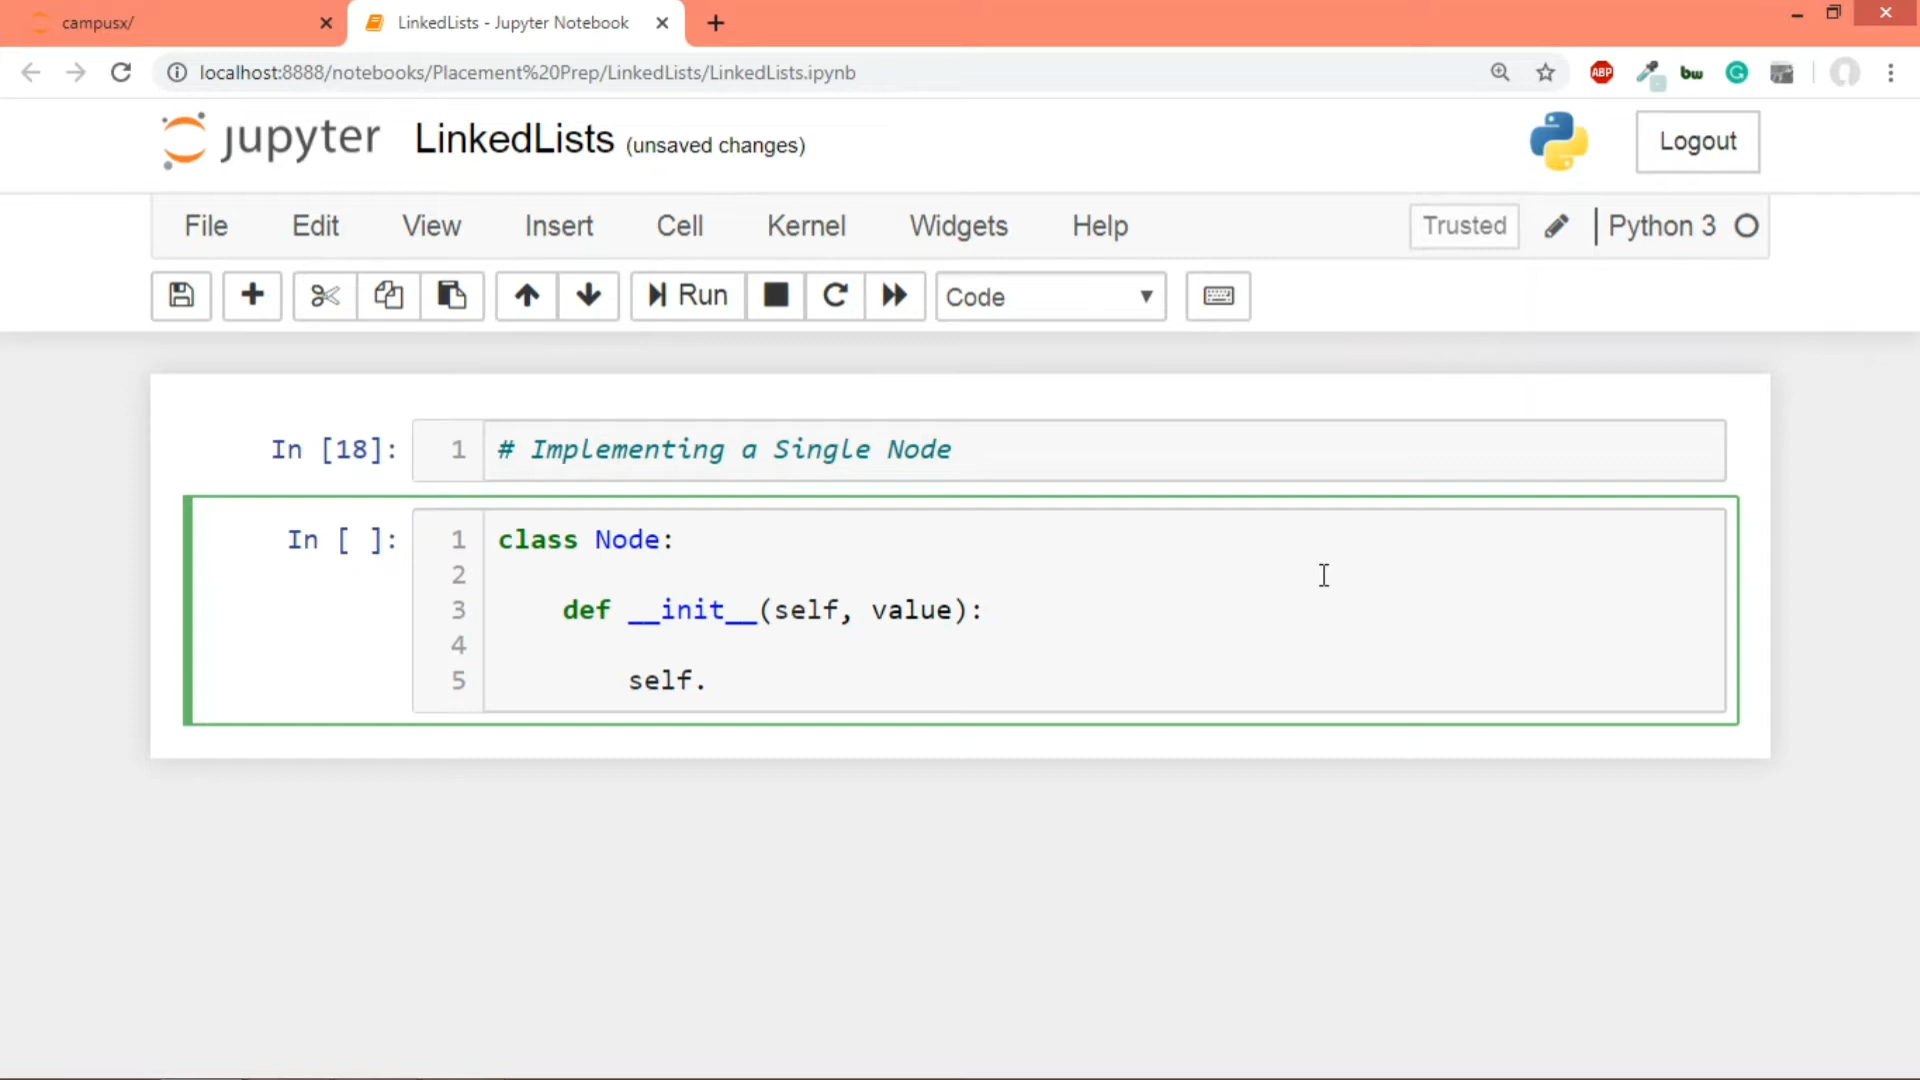 campusx/
LinkedLists - Jupyter Notebook
localhost:8888/notebooks/Placement%20Prep/LinkedLists/LinkedLists.ipynb
ABP
bw
G
jupyter LinkedLists (unsaved changes)
Logout
File Edit View Insert Cell Kernel Widgets Help
Trusted
Python 3
Run
Code
In [18]: 1 # Implementing a Single Node
In [ ]: 1 class Node:
2
3 def __init__(self, value):
4
5 self.